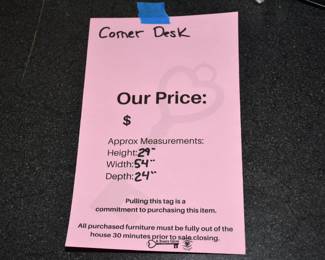 Corner Desk
Our Price:
$
Approx Measurements:
Height: 29"
Width: 54"
Depth: 24"
Pulling this tag is a
commitment to purchasing this item.
All purchased furniture must be fully out of the
house 30 minutes prior to sale closing.